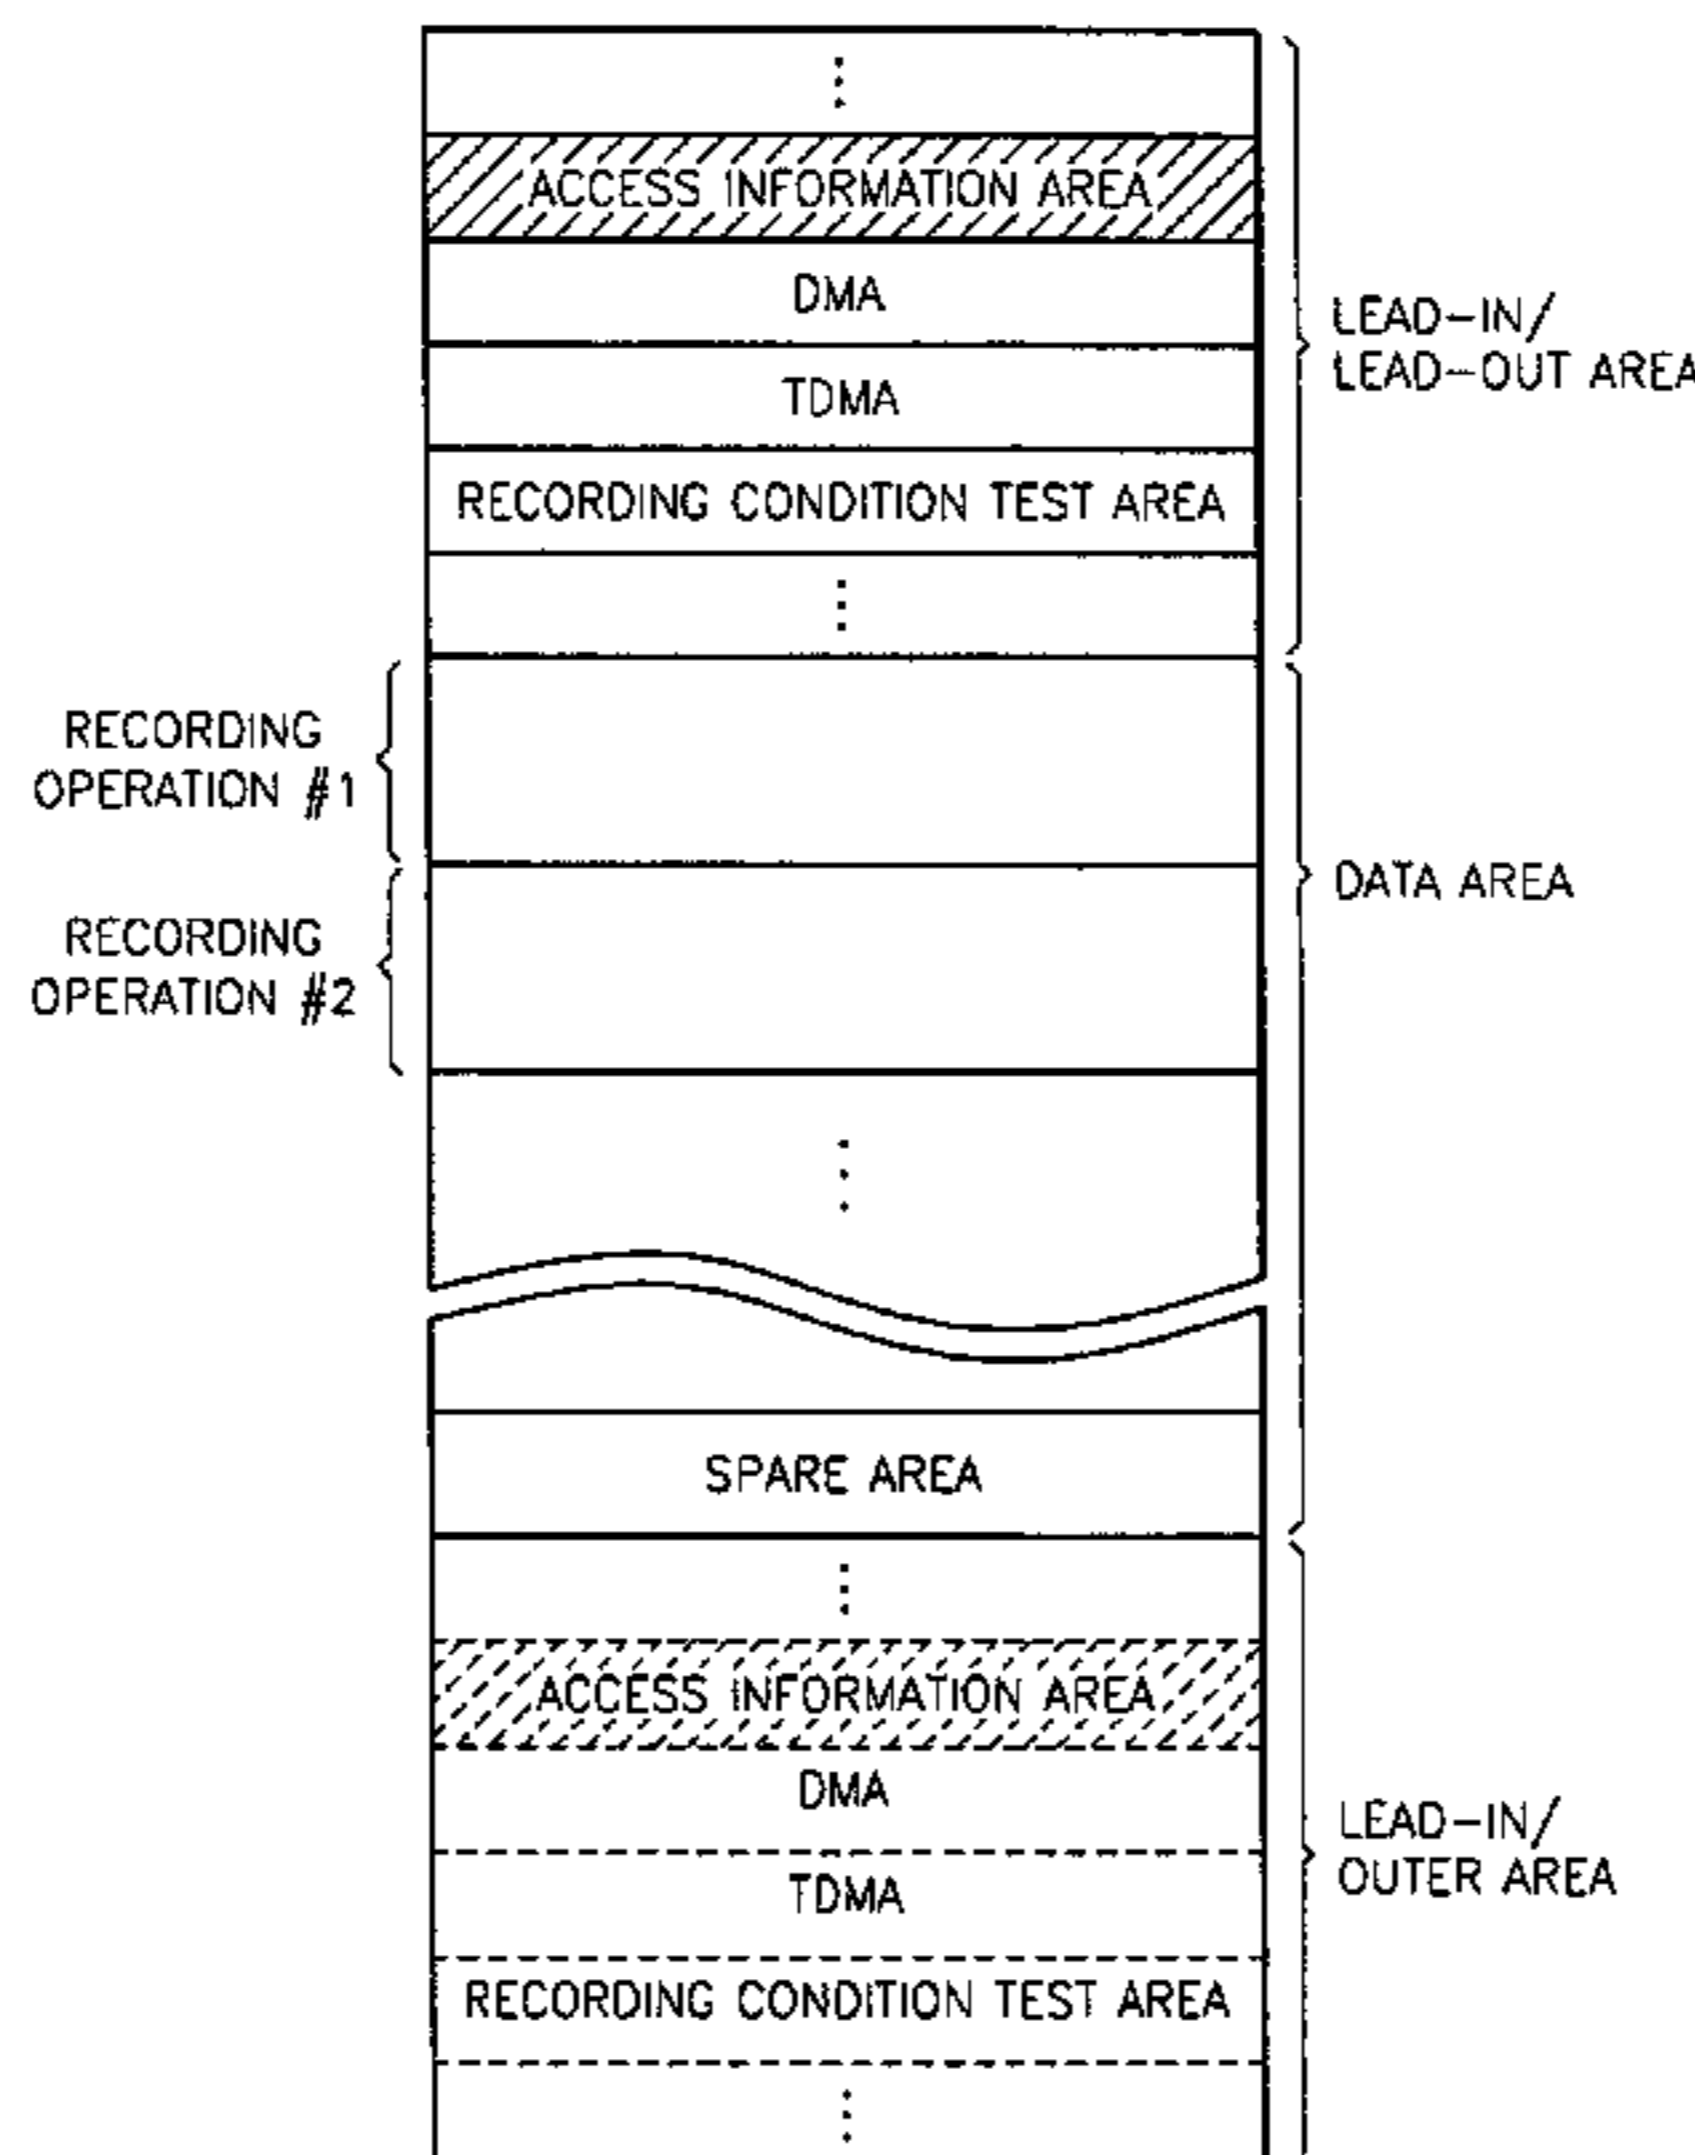 ACCESS INFORMATION AREA
DMA
LEAD-IN/
LEAD-OUT AREA
TDMA
RECORDING CONDITION TEST AREA
RECORDING
OPERATION #1
DATA AREA
RECORDING
OPERATION #2
SPARE AREA
ACCESS INFORMATION AREA
DMA
LEAD-IN/
OUTER AREA
TDMA
RECORDING CONDITION TEST AREA